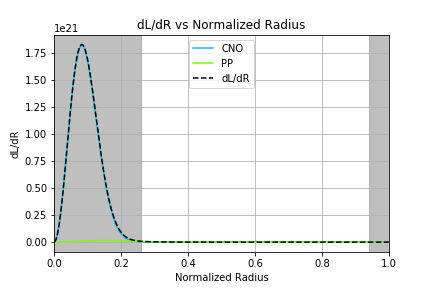 dL/dR vs Normalized Radius
1e21
1.75
1.50
1.25
1.00
0.75
0.50
0.25
0.00
dL/dR
CNO
PP
dL/dR
0.0 0.2 0.4 0.6 0.8 1.0
Normalized Radius